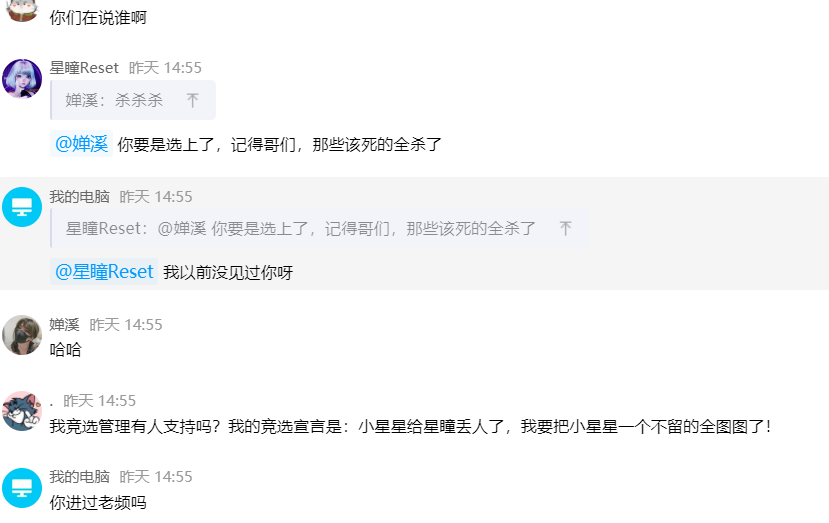 你们在说谁啊
星瞳Reset 昨天 14:55
婵溪：杀杀杀
@婵溪 你要是选上了，记得哥们，那些该死的全杀了
我的电脑 昨天 14:55
星瞳Reset：@婵溪 你要是选上了，记得哥们，那些该死的全杀了
@星瞳Reset 我以前没见过你呀
婵溪 昨天 14:55
哈哈
. 昨天 14:55
我竞选管理有人支持吗？我的竞选宣言是：小星星给星瞳丢人了，我要把小星星一个不留的全图图了！
我的电脑 昨天 14:55
你进过老频吗